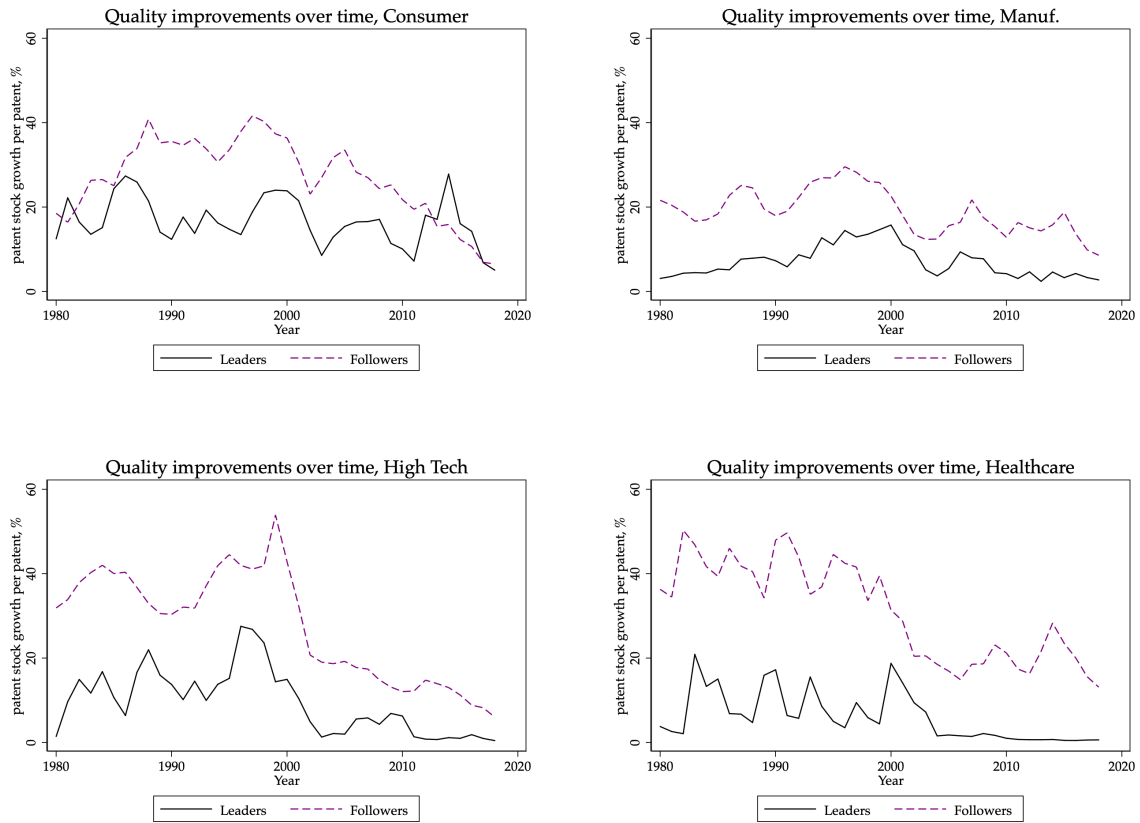 Quality improvements over time, Consumer
patent stock growth per patent, %
60
40
20
0
1980 1990 2000 2010 2020
Year
Leaders Followers
Quality improvements over time, Manuf.
patent stock growth per patent, %
60
40
20
0
1980 1990 2000 2010 2020
Year
Leaders Followers
Quality improvements over time, High Tech
patent stock growth per patent, %
60
40
20
0
1980 1990 2000 2010 2020
Year
Leaders Followers
Quality improvements over time, Healthcare
patent stock growth per patent, %
60
40
20
0
1980 1990 2000 2010 2020
Year
Leaders Followers